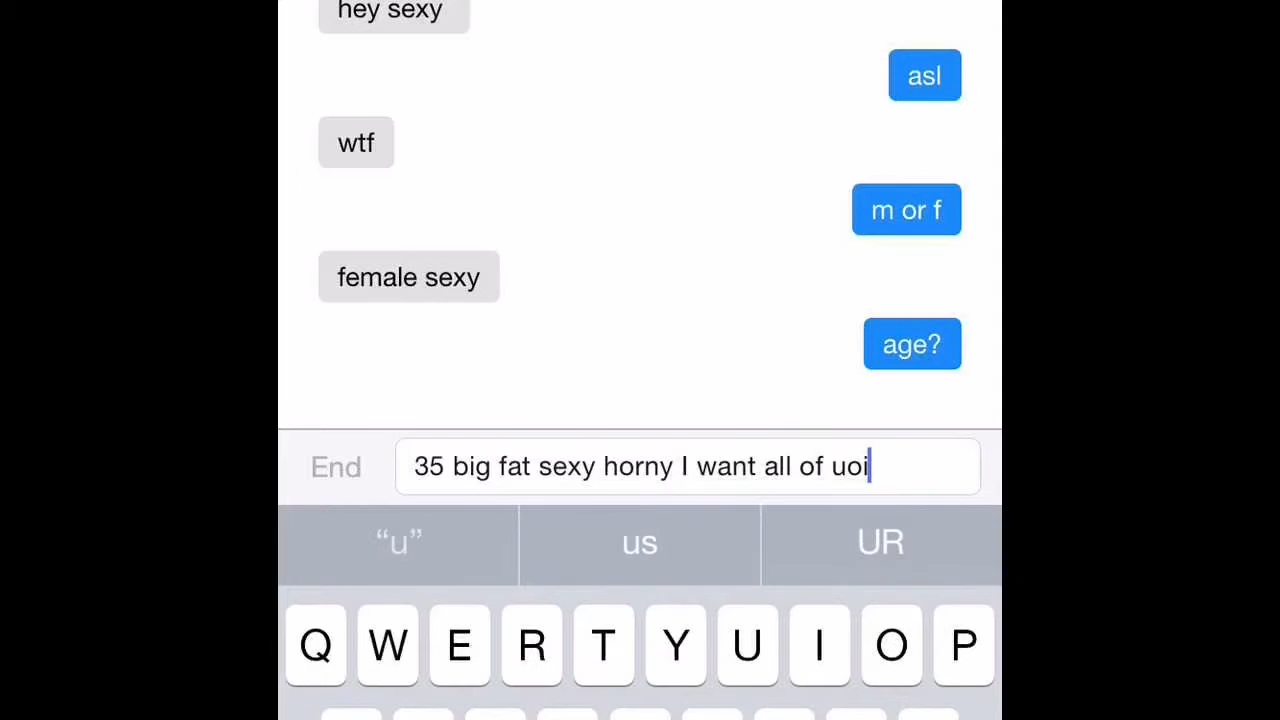 hey sexy
asl
wtf
m or f
female sexy
age?
End
35 big fat sexy horny I want all of uoi
“u” us UR
Q W E R T Y U I O P